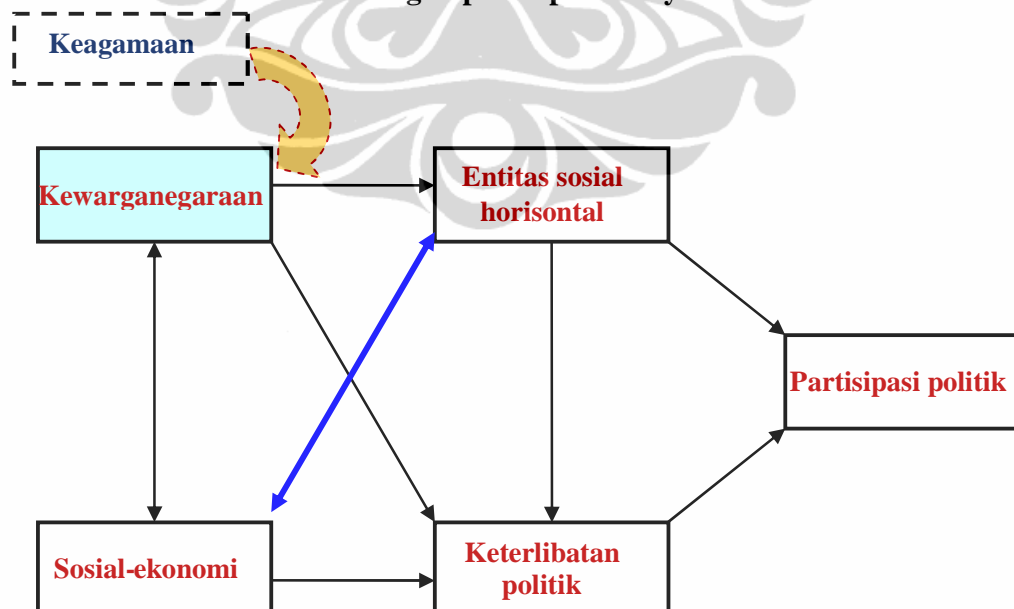 Keagamaan
Kewarganegaraan
Entitas sosial
horisontal
Partisipasi politik
Sosial-ekonomi
Keterlibatan
politik